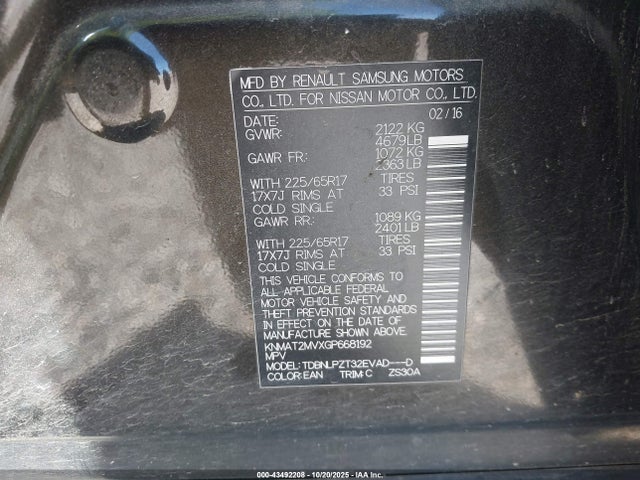 MFD BY RENAULT SAMSUNG MOTORS
CO., LTD. FOR NISSAN MOTOR CO., LTD.
DATE: 02/16
GVWR: 2122 KG
4679LB
GAWR FR: 1072 KG
2363LB
WITH 225/65R17 TIRES
17X7J RIMS AT 33 PSI
COLD SINGLE
GAWR RR: 1089 KG
2401LB
WITH 225/65R17 TIRES
17X7J RIMS AT 33 PSI
COLD SINGLE
THIS VEHICLE CONFORMS TO
ALL APPLICABLE FEDERAL
MOTOR VEHICLE SAFETY AND
THEFT PREVENTION
STANDARDS IN EFFECT ON THE DATE OF
MANUFACTURE SHOWN ABOVE.
KNMAT2MVXGP668192
MPV
MODEL: TDBNLPZT32EVAD---D
COLOR:EAN TRIM:C ZS30A
000-43492208 - 10/20/2025 - IAA Inc.